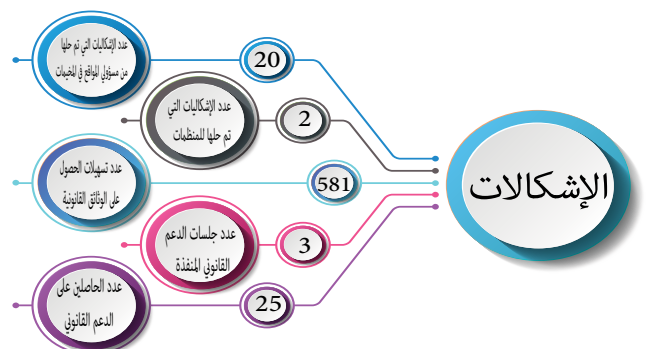 الإشكالات
عدد الإشكاليات التي تم حلها
من مسؤولي المواقع في المخيمات
20
عدد الإشكاليات التي
تم حلها للمنظمات
2
عدد تسهيلات الحصول
على الوثائق القانونية
581
عدد جلسات الدعم
القانوني المنفذة
3
عدد الحاصلين على
الدعم القانوني
25